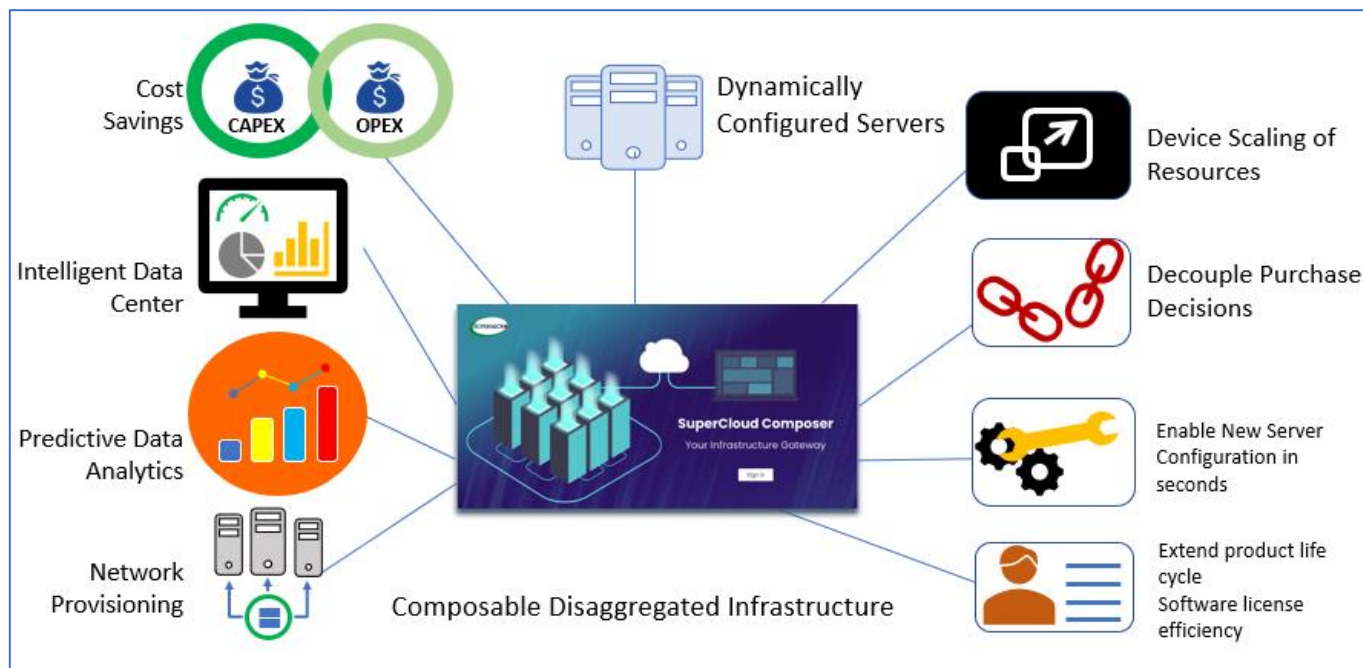 Cost
Savings
CAPEX
OPEX
Dynamically
Configured Servers
Device Scaling of
Resources
Intelligent Data
Center
Decouple Purchase
Decisions
SUPERMICRO
SuperCloud Composer
Your Infrastructure Gateway
Sign in
Predictive Data
Analytics
Enable New Server
Configuration in
seconds
Network
Provisioning
Extend product life
cycle
Software license
efficiency
Composable Disaggregated Infrastructure